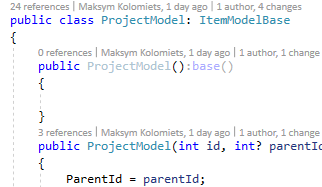 24 references | Maksym Kolomiets, 1 day ago | 1 author, 4 changes
public class ProjectModel: ItemModelBase
{
0 references | Maksym Kolomiets, 1 day ago | 1 author, 1 change
public ProjectModel():base()
{
}
3 references | Maksym Kolomiets, 1 day ago | 1 author, 1 change
public ProjectModel(int id, int? parentId
{
ParentId = parentId;